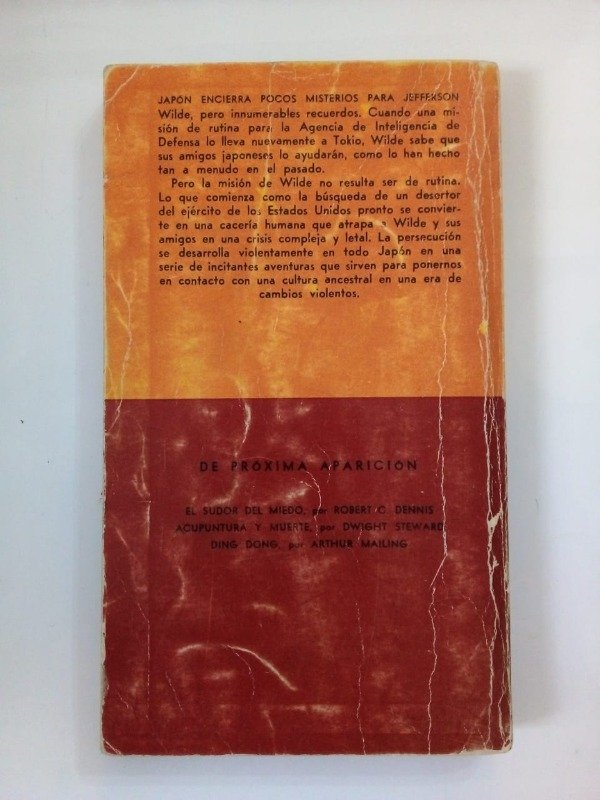 JAPÓN ENCIERRA POCOS MISTERIOS PARA JEFFERSON
Wilde, pero innumerables recuerdos. Cuando una mi-
sión de rutina para la Agencia de Inteligencia de
Defensa lo lleva nuevamente a Tokio, Wilde sabe que
sus amigos japoneses lo ayudarán, como lo han hecho
tan a menudo en el pasado.
Pero la misión de Wilde no resulta ser de rutina.
Lo que comienza como la búsqueda de un desertor
del ejército de los Estados Unidos pronto se convier-
te en una cacería humana que atrapa a Wilde y sus
amigos en una crisis compleja y letal. La persecución
se desarrolla violentamente en todo Japón en una
serie de incitantes aventuras que sirven para ponernos
en contacto con una cultura ancestral en una era de
cambios violentos.
DE PRÓXIMA APARICIÓN
EL SUDOR DEL MIEDO, por ROBERT C. DENNIS
ACUPUNTURA Y MUERTE, por DWIGHT STEWARD
DING DONG, por ARTHUR MAILING